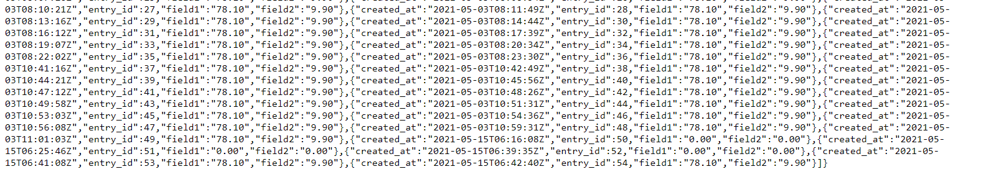 03T08:10:21Z","entry_id":27,"field1":"78.10","field2":"9.90"},{"created_at":"2021-05-03T08:11:49Z","entry_id":28,"field1":"78.10","field2":"9.90"},{"created_at":"2021-05-
03T08:13:16Z","entry_id":29,"field1":"78.10","field2":"9.90"},{"created_at":"2021-05-03T08:14:44Z","entry_id":30,"field1":"78.10","field2":"9.90"},{"created_at":"2021-05-
03T08:16:12Z","entry_id":31,"field1":"78.10","field2":"9.90"},{"created_at":"2021-05-03T08:17:39Z","entry_id":32,"field1":"78.10","field2":"9.90"},{"created_at":"2021-05-
03T08:19:07Z","entry_id":33,"field1":"78.10","field2":"9.90"},{"created_at":"2021-05-03T08:20:34Z","entry_id":34,"field1":"78.10","field2":"9.90"},{"created_at":"2021-05-
03T08:22:02Z","entry_id":35,"field1":"78.10","field2":"9.90"},{"created_at":"2021-05-03T08:23:30Z","entry_id":36,"field1":"78.10","field2":"9.90"},{"created_at":"2021-05-
03T10:41:16Z","entry_id":37,"field1":"78.10","field2":"9.90"},{"created_at":"2021-05-03T10:42:49Z","entry_id":38,"field1":"78.10","field2":"9.90"},{"created_at":"2021-05-
03T10:44:21Z","entry_id":39,"field1":"78.10","field2":"9.90"},{"created_at":"2021-05-03T10:45:56Z","entry_id":40,"field1":"78.10","field2":"9.90"},{"created_at":"2021-05-
03T10:47:12Z","entry_id":41,"field1":"78.10","field2":"9.90"},{"created_at":"2021-05-03T10:48:26Z","entry_id":42,"field1":"78.10","field2":"9.90"},{"created_at":"2021-05-
03T10:49:58Z","entry_id":43,"field1":"78.10","field2":"9.90"},{"created_at":"2021-05-03T10:51:31Z","entry_id":44,"field1":"78.10","field2":"9.90"},{"created_at":"2021-05-
03T10:53:03Z","entry_id":45,"field1":"78.10","field2":"9.90"},{"created_at":"2021-05-03T10:54:36Z","entry_id":46,"field1":"78.10","field2":"9.90"},{"created_at":"2021-05-
03T10:56:08Z","entry_id":47,"field1":"78.10","field2":"9.90"},{"created_at":"2021-05-03T10:59:31Z","entry_id":48,"field1":"78.10","field2":"9.90"},{"created_at":"2021-05-
03T11:01:03Z","entry_id":49,"field1":"78.10","field2":"9.90"},{"created_at":"2021-05-15T06:16:08Z","entry_id":50,"field1":"0.00","field2":"0.00"},{"created_at":"2021-05-
15T06:25:46Z","entry_id":51,"field1":"0.00","field2":"0.00"},{"created_at":"2021-05-15T06:39:35Z","entry_id":52,"field1":"0.00","field2":"0.00"},{"created_at":"2021-05-
15T06:41:08Z","entry_id":53,"field1":"78.10","field2":"9.90"},{"created_at":"2021-05-15T06:42:40Z","entry_id":54,"field1":"78.10","field2":"9.90"}]}